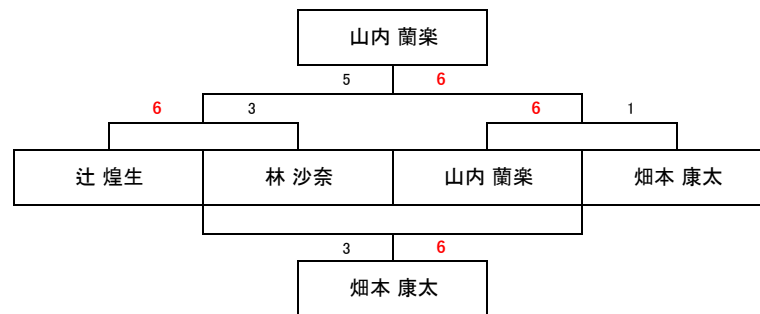 山内 蘭楽
5 6
6 3 6 1
辻 煌生 林 沙奈 山内 蘭楽 畑本 康太
3 6
畑本 康太